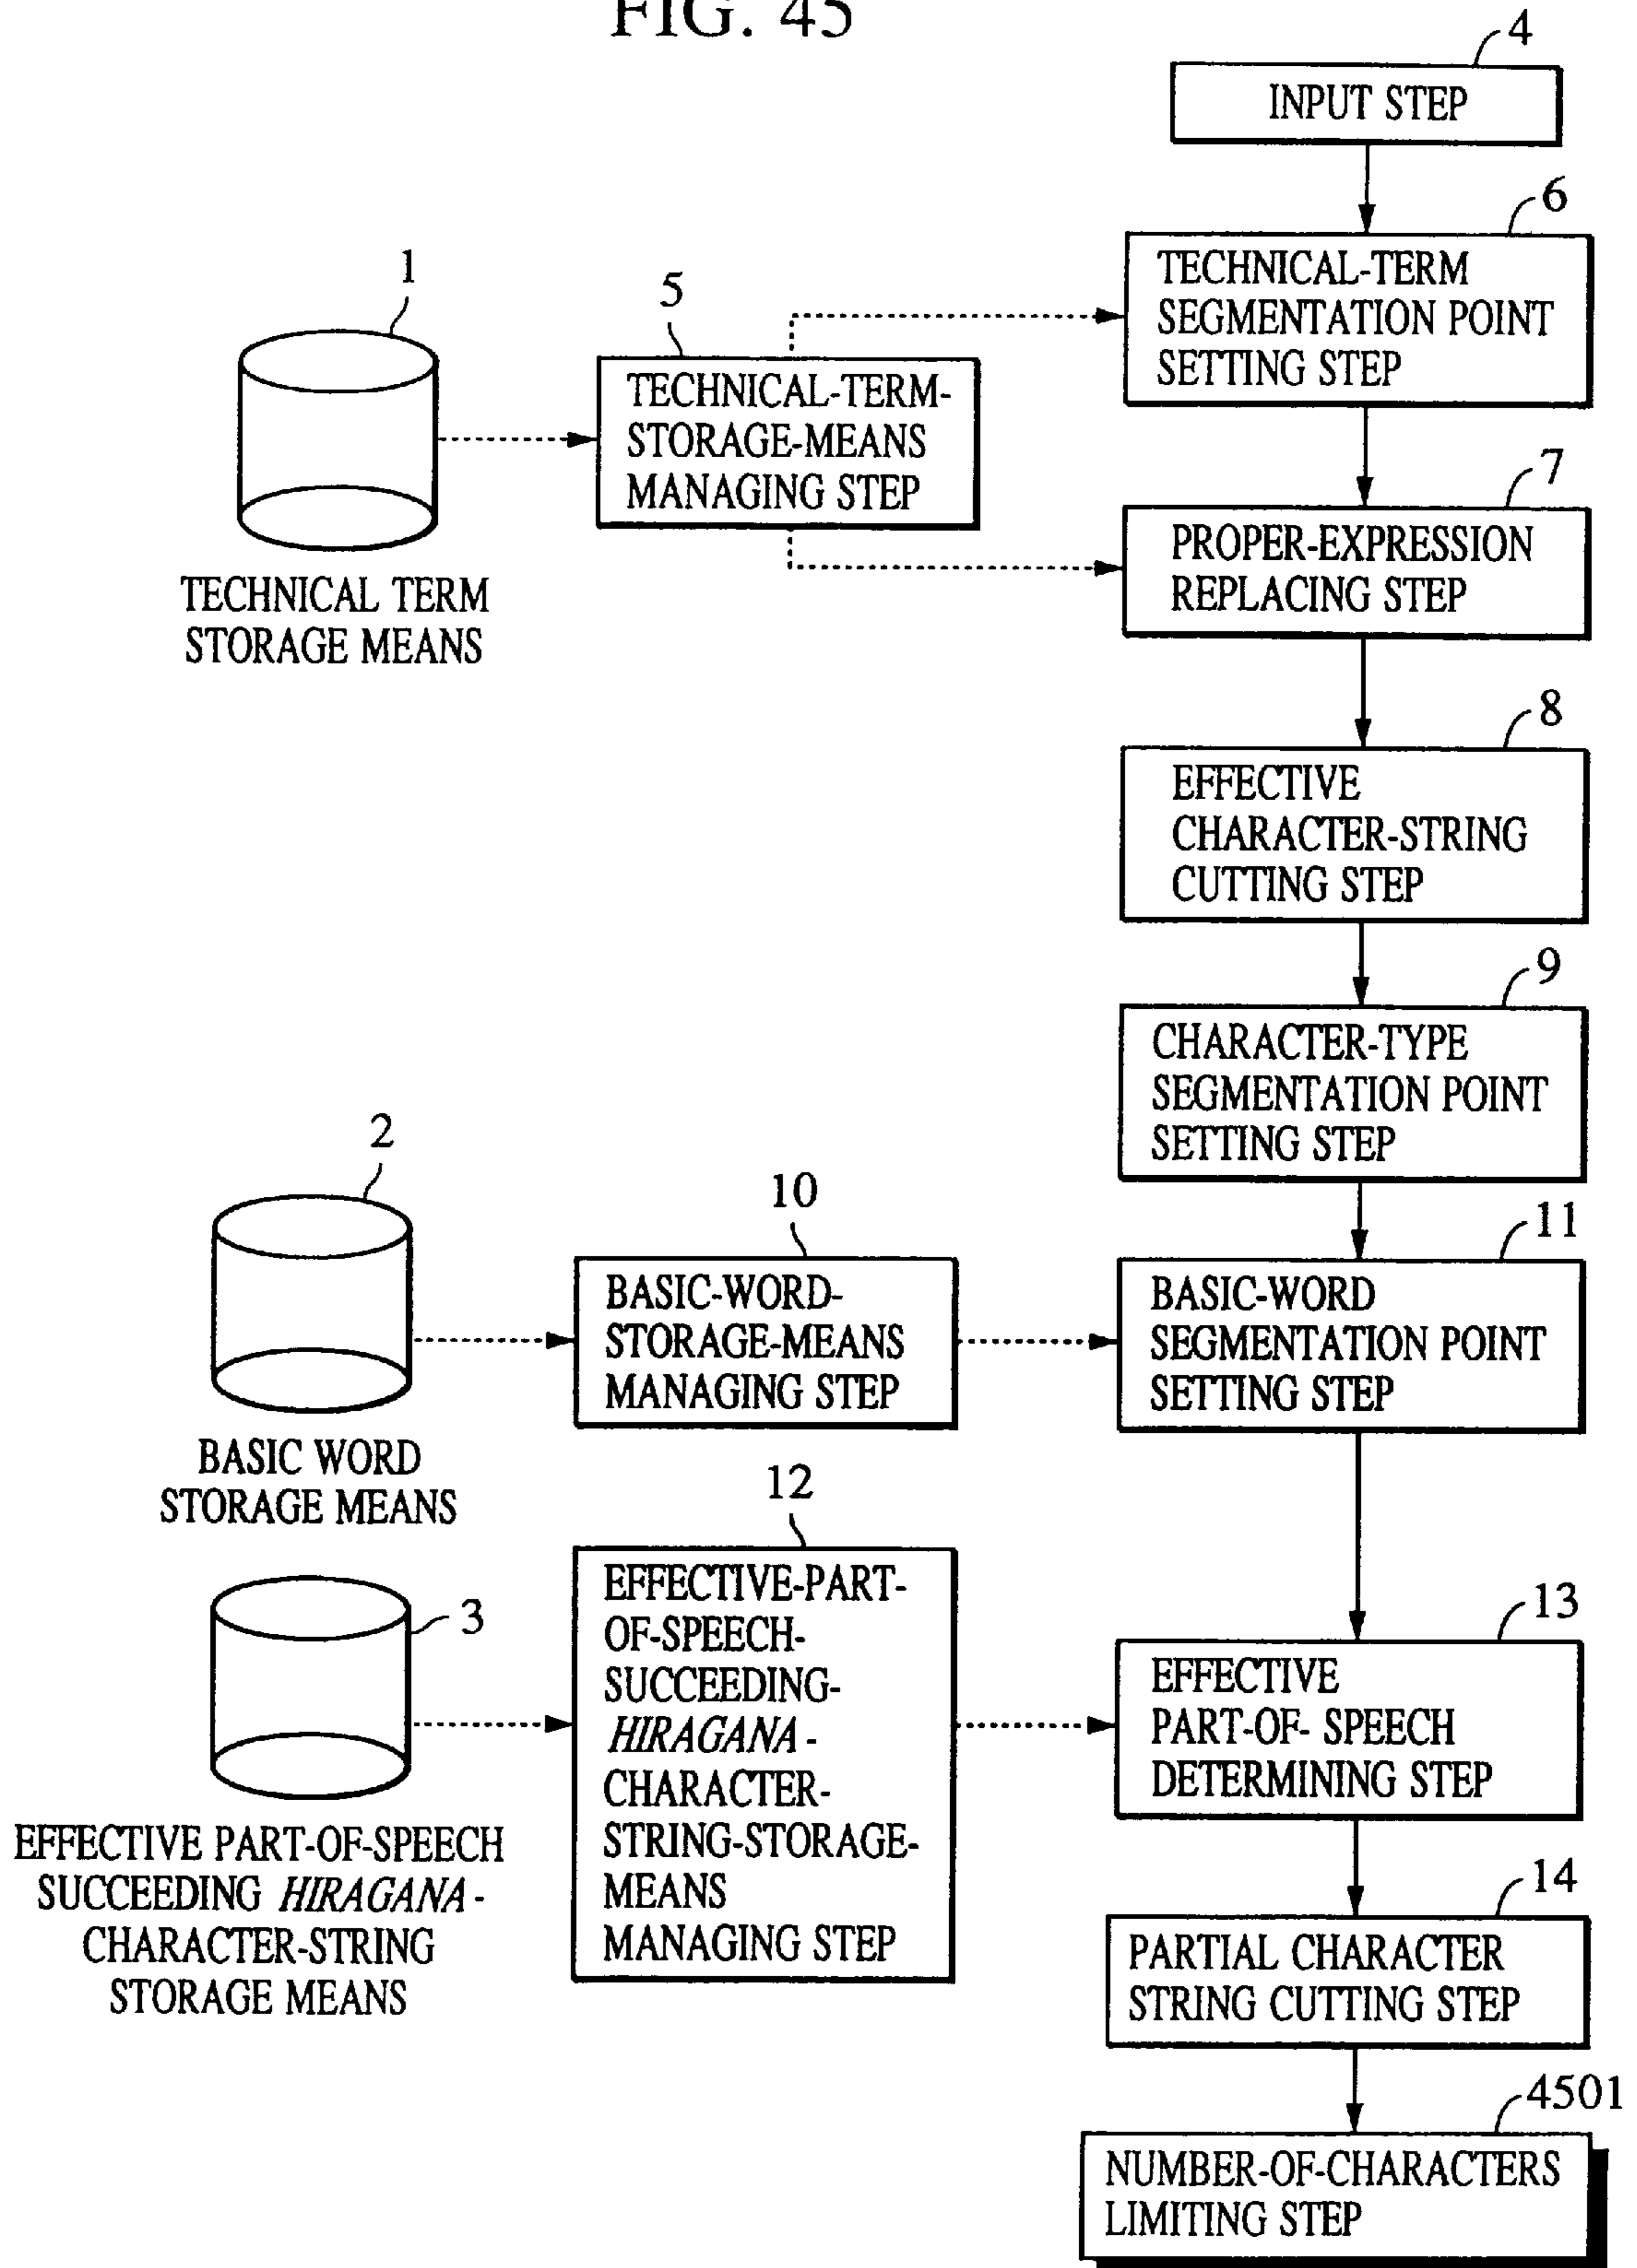 FIG. 45
4
INPUT STEP
6
TECHNICAL-TERM
SEGMENTATION POINT
SETTING STEP
1
TECHNICAL TERM
STORAGE MEANS
5
TECHNICAL-TERM-
STORAGE-MEANS
MANAGING STEP
7
PROPER-EXPRESSION
REPLACING STEP
8
EFFECTIVE
CHARACTER-STRING
CUTTING STEP
9
CHARACTER-TYPE
SEGMENTATION POINT
SETTING STEP
2
BASIC WORD
STORAGE MEANS
10
BASIC-WORD-
STORAGE-MEANS
MANAGING STEP
11
BASIC-WORD
SEGMENTATION POINT
SETTING STEP
3
EFFECTIVE PART-OF-SPEECH
SUCCEEDING HIRAGANA-
CHARACTER-STRING
STORAGE MEANS
12
EFFECTIVE-PART-
OF-SPEECH-
SUCCEEDING-
HIRAGANA-
CHARACTER-
STRING-STORAGE-
MEANS
MANAGING STEP
13
EFFECTIVE
PART-OF- SPEECH
DETERMINING STEP
14
PARTIAL CHARACTER
STRING CUTTING STEP
4501
NUMBER-OF-CHARACTERS
LIMITING STEP